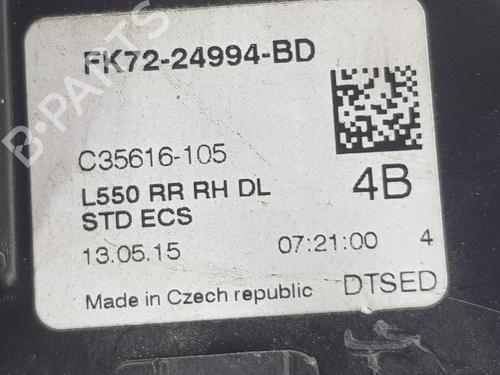 FK72-24994-BD
C35616-105
L550 RR RH DL
STD ECS
4B
13.05.15 07:21:00 4
Made in Czech republic DTSED
B-PARTS